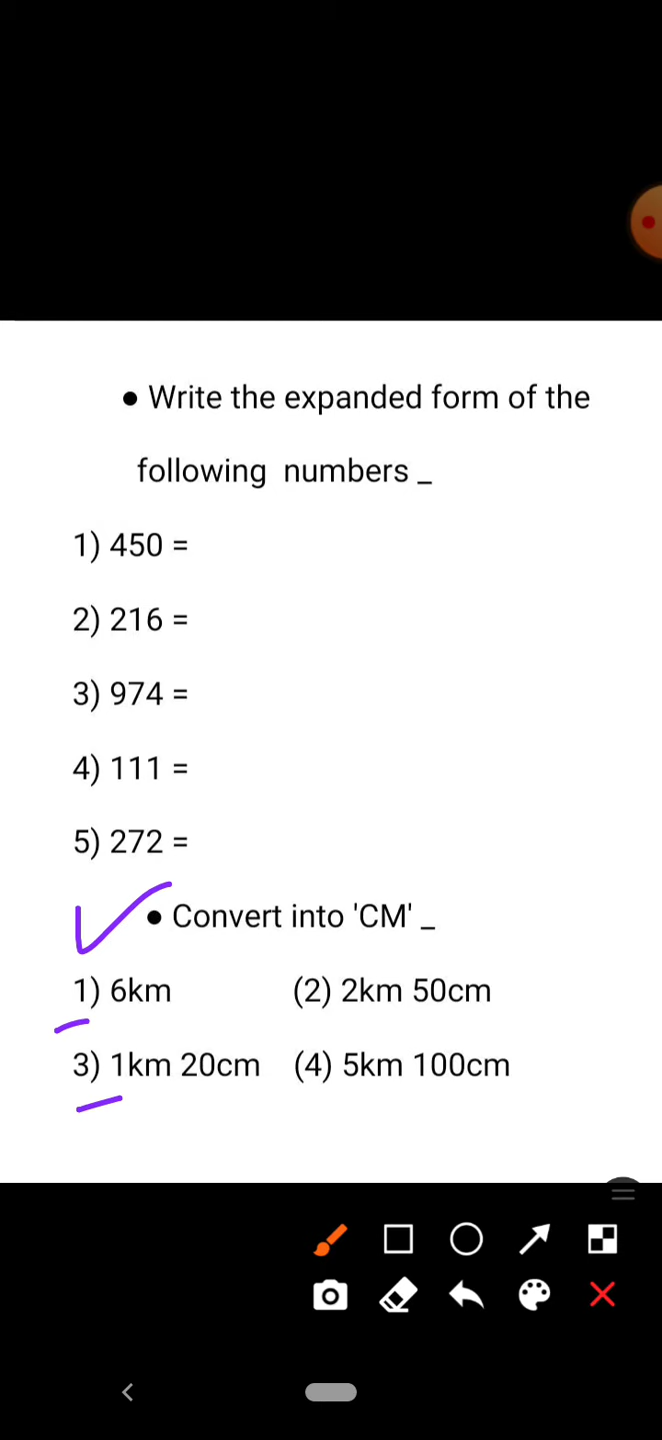 ● Write the expanded form of the
following numbers _
1) 450 =
2) 216 =
3) 974 =
4) 111 =
5) 272 =
● Convert into 'CM' _
1) 6km (2) 2km 50cm
3) 1km 20cm (4) 5km 100cm